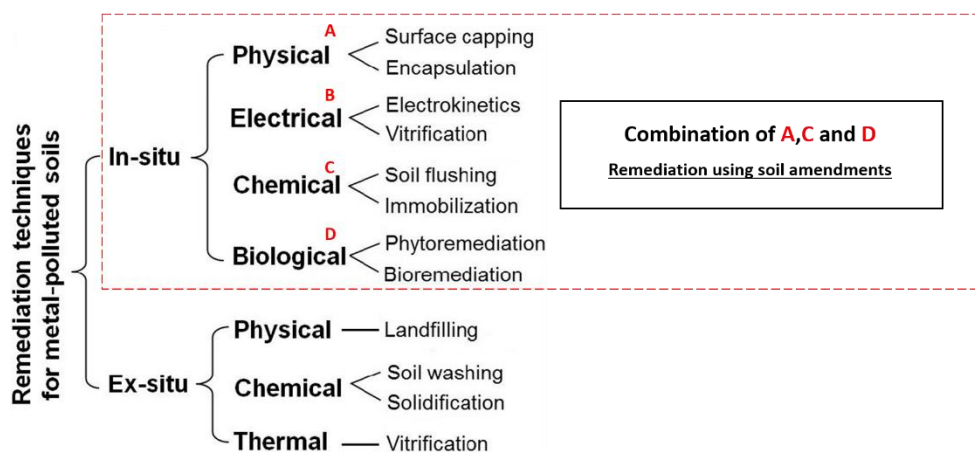 Remediation techniques
for metal-polluted soils
In-situ
A
Physical
Surface capping
Encapsulation
B
Electrical
Electrokinetics
Vitrification
C
Chemical
Soil flushing
Immobilization
D
Biological
Phytoremediation
Bioremediation
Combination of A,C and D
Remediation using soil amendments
Ex-situ
Physical
Landfilling
Chemical
Soil washing
Solidification
Thermal
Vitrification